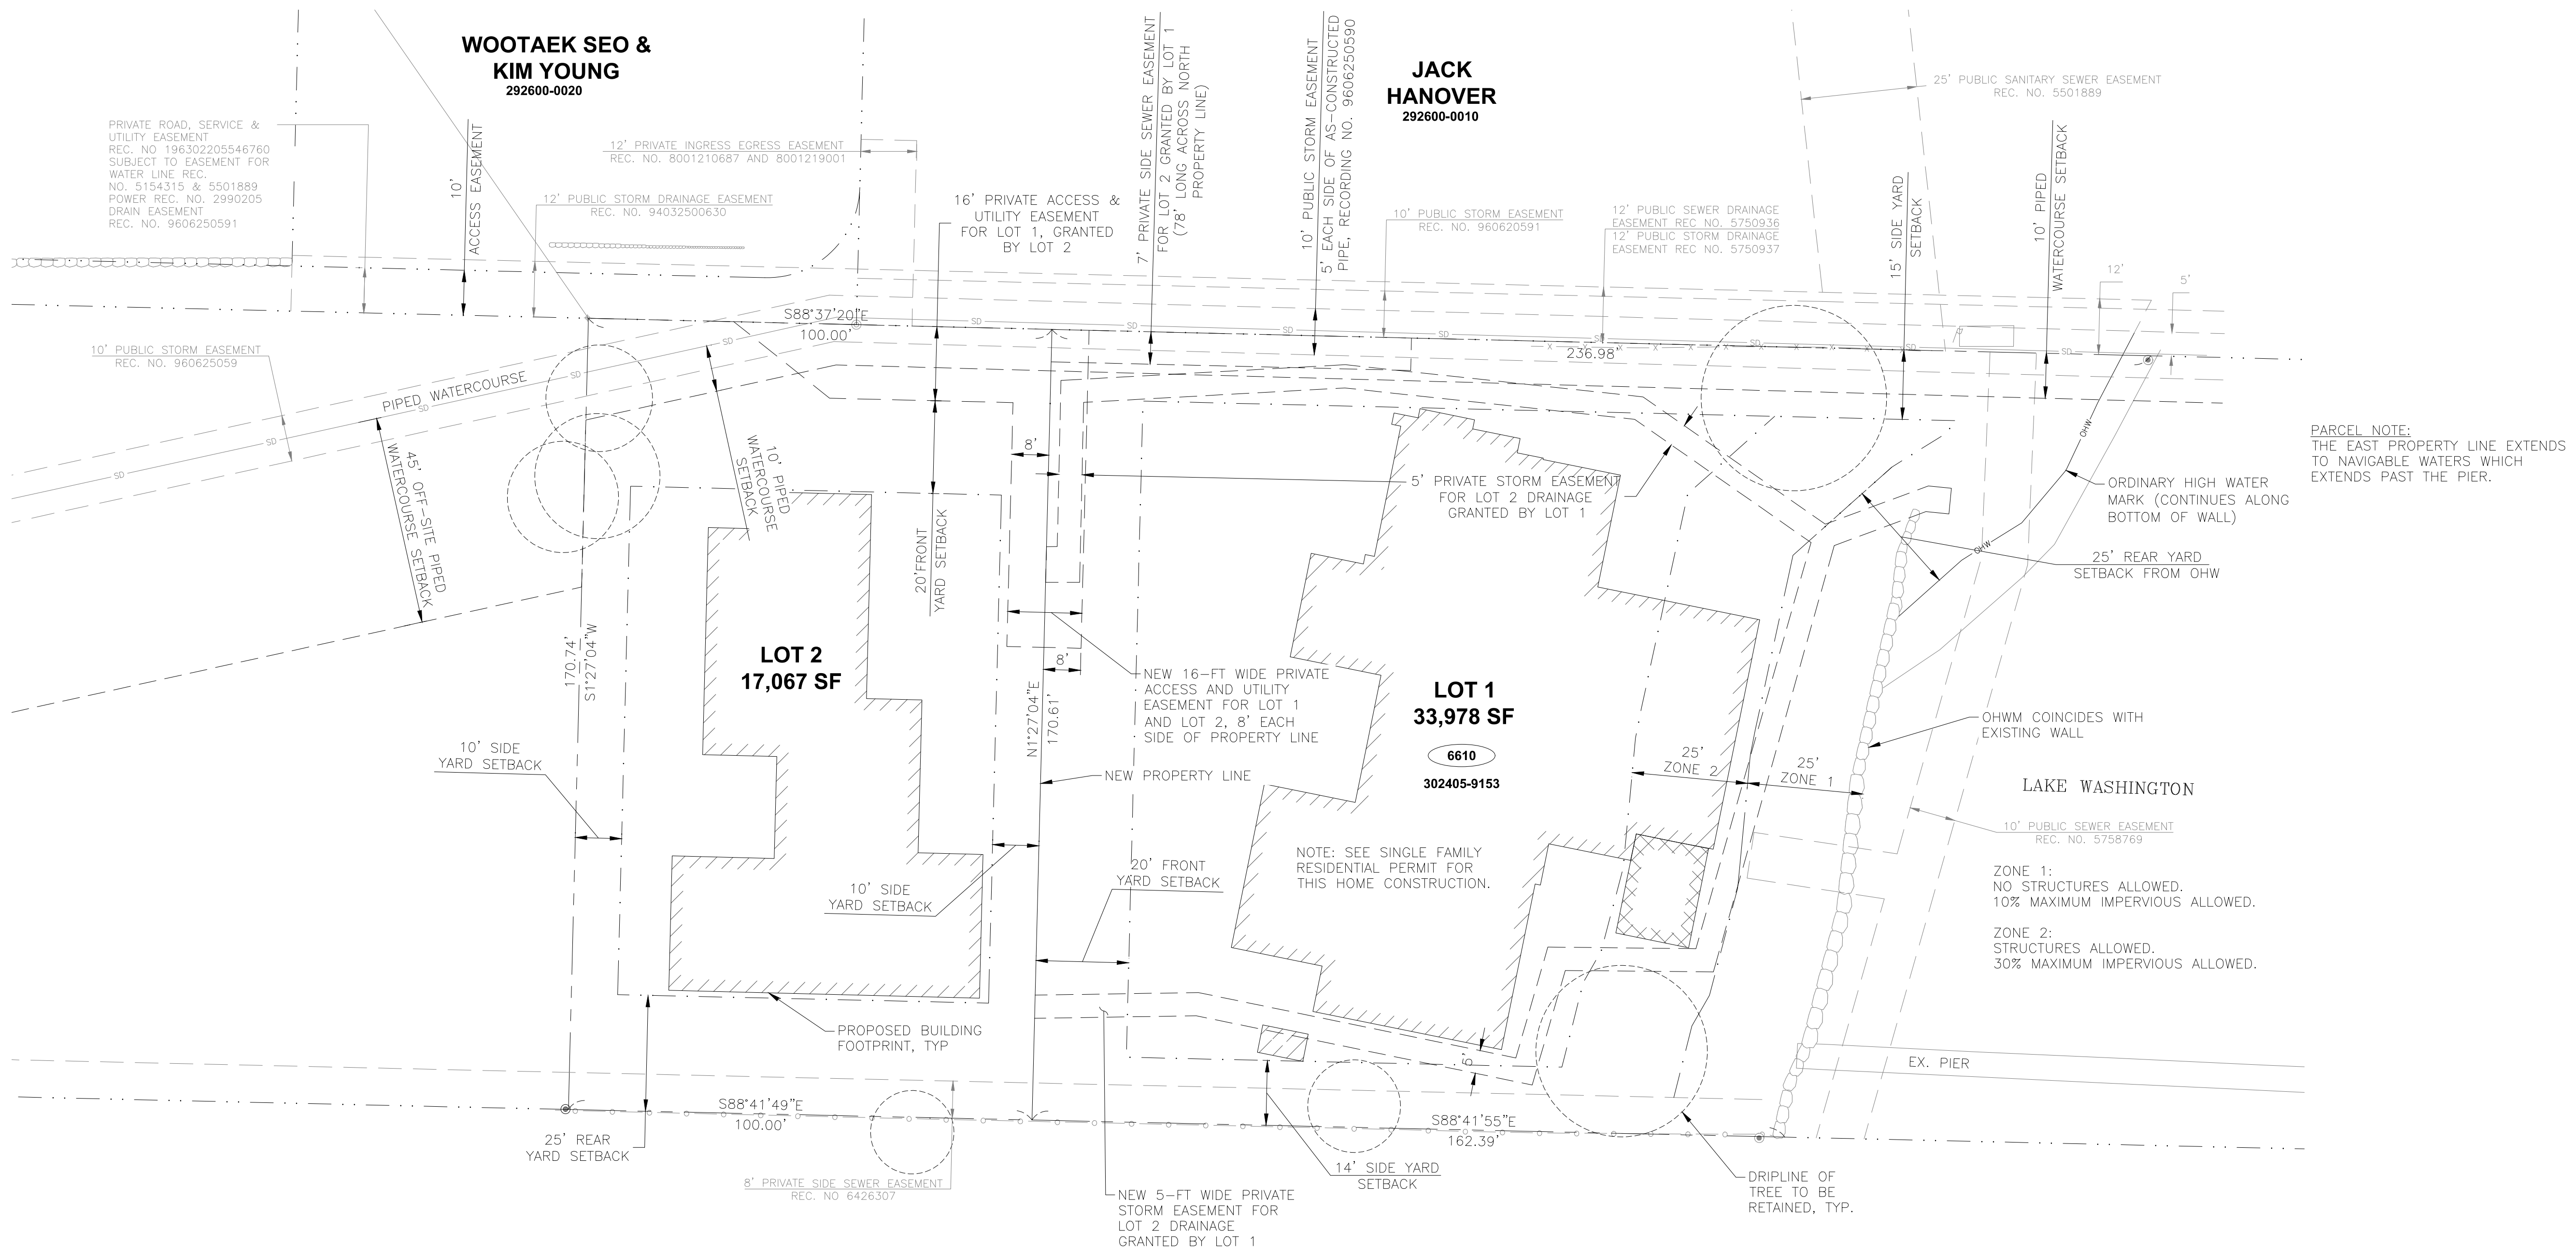 WOOTAEK SEO &
KIM YOUNG
292600-0020
JACK
HANOVER
292600-0010
25' PUBLIC SANITARY SEWER EASEMENT
REC. NO. 5501889
PRIVATE ROAD, SERVICE &
UTILITY EASEMENT
REC. NO 196302205546760
SUBJECT TO EASEMENT FOR
WATER LINE REC.
NO. 5154315 & 5501889
POWER REC. NO. 2990205
DRAIN EASEMENT
REC. NO. 9606250591
10'
ACCESS EASEMENT
12' PRIVATE INGRESS EGRESS EASEMENT
REC. NO. 8001210687 AND 8001219001
12' PUBLIC STORM DRAINAGE EASEMENT
REC. NO. 94032500630
16' PRIVATE ACCESS &
UTILITY EASEMENT
FOR LOT 1, GRANTED
BY LOT 2
7' PRIVATE SIDE SEWER EASEMENT
FOR LOT 2 GRANTED BY LOT 1
(78' LONG ACROSS NORTH
PROPERTY LINE)
10' PUBLIC STORM EASEMENT
5' EACH SIDE OF AS-CONSTRUCTED
PIPE, RECORDING NO. 9606250590
10' PUBLIC STORM EASEMENT
REC. NO. 960620591
12' PUBLIC SEWER DRAINAGE
EASEMENT REC NO. 5750936
12' PUBLIC STORM DRAINAGE
EASEMENT REC NO. 5750937
15' SIDE YARD
SETBACK
10' PIPED
WATERCOURSE SETBACK
12'
5'
S88°37'20"E
100.00'
SD
SD
SD
SD
SD
SD
SD
236.98'
X X X X X X X X X
10' PUBLIC STORM EASEMENT
REC. NO. 960625059
PIPED WATERCOURSE
SD
SD
SD
SD
SD
45' OFF-SITE PIPED
WATERCOURSE SETBACK
10' PIPED
WATERCOURSE
SETBACK
20'FRONT
YARD SETBACK
8'
5' PRIVATE STORM EASEMENT
FOR LOT 2 DRAINAGE
GRANTED BY LOT 1
OHW
OHW
PARCEL NOTE:
THE EAST PROPERTY LINE EXTENDS
TO NAVIGABLE WATERS WHICH
EXTENDS PAST THE PIER.
ORDINARY HIGH WATER
MARK (CONTINUES ALONG
BOTTOM OF WALL)
25' REAR YARD
SETBACK FROM OHW
170.74'
S1°27'04"W
LOT 2
17,067 SF
8'
N1°27'04"E
170.61'
NEW 16-FT WIDE PRIVATE
ACCESS AND UTILITY
EASEMENT FOR LOT 1
AND LOT 2, 8' EACH
SIDE OF PROPERTY LINE
LOT 1
33,978 SF
6610
302405-9153
OHWM COINCIDES WITH
EXISTING WALL
10' SIDE
YARD SETBACK
NEW PROPERTY LINE
25'
ZONE 2
25'
ZONE 1
LAKE WASHINGTON
10' PUBLIC SEWER EASEMENT
REC. NO. 5758769
NOTE: SEE SINGLE FAMILY
RESIDENTIAL PERMIT FOR
THIS HOME CONSTRUCTION.
20' FRONT
YARD SETBACK
10' SIDE
YARD SETBACK
ZONE 1:
NO STRUCTURES ALLOWED.
10% MAXIMUM IMPERVIOUS ALLOWED.
ZONE 2:
STRUCTURES ALLOWED.
30% MAXIMUM IMPERVIOUS ALLOWED.
PROPOSED BUILDING
FOOTPRINT, TYP
EX. PIER
S88°41'49"E
100.00'
25' REAR
YARD SETBACK
8' PRIVATE SIDE SEWER EASEMENT
REC. NO 6426307
S88°41'55"E
162.39'
14' SIDE YARD
SETBACK
NEW 5-FT WIDE PRIVATE
STORM EASEMENT FOR
LOT 2 DRAINAGE
GRANTED BY LOT 1
DRIPLINE OF
TREE TO BE
RETAINED, TYP.